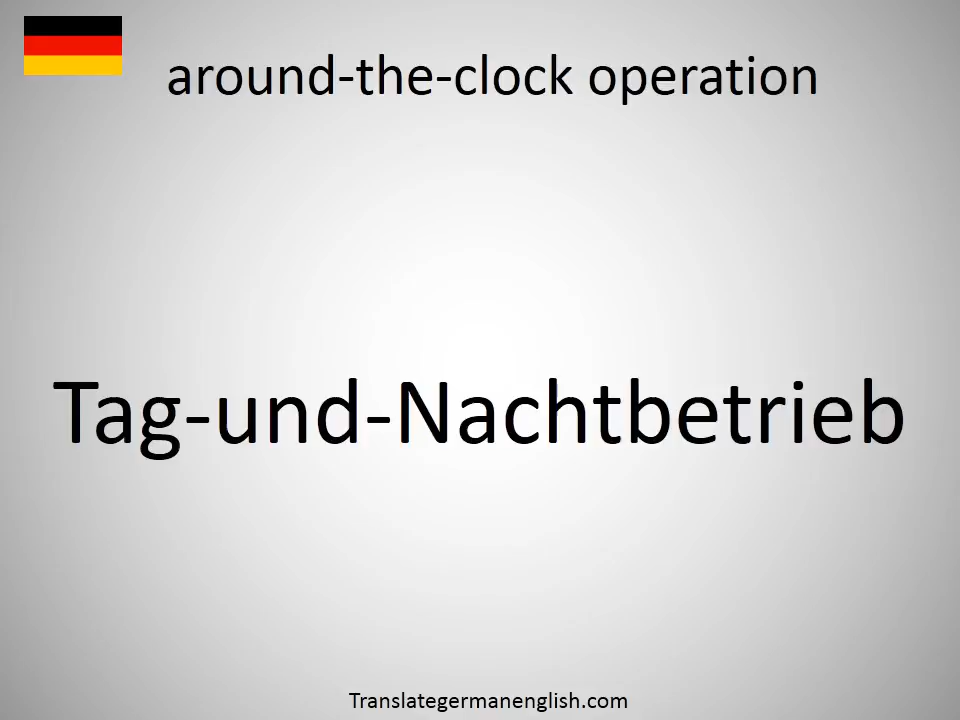 around-the-clock operation
Tag-und-Nachtbetrieb
Translategermanenglish.com